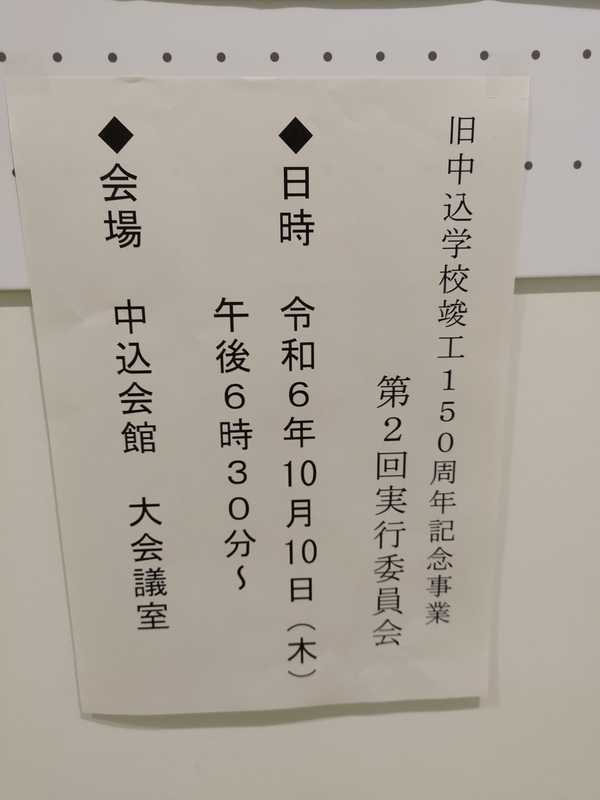 旧中込学校竣工１５０周年記念事業
第２回実行委員会
◆日時　令和６年10月10日（木）
午後６時３０分～
◆会場　中込会館　大会議室